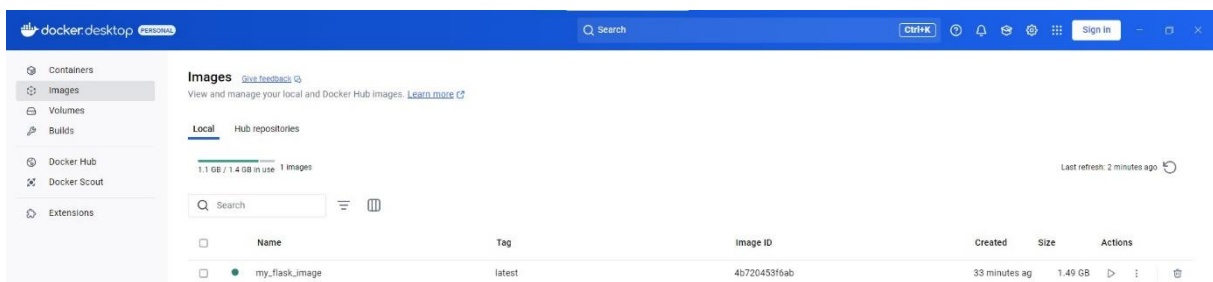 docker.desktop PERSONAL Search Ctrl+K Sign in
Containers
Images
Volumes
Builds
Docker Hub
Docker Scout
Extensions
Images Give feedback
View and manage your local and Docker Hub images. Learn more
Local Hub repositories
1.1 GB / 1.4 GB in use 1 images
Last refresh: 2 minutes ago
Search
Name Tag Image ID Created Size Actions
my_flask_image latest 4b720453f6ab 33 minutes ag 1.49 GB